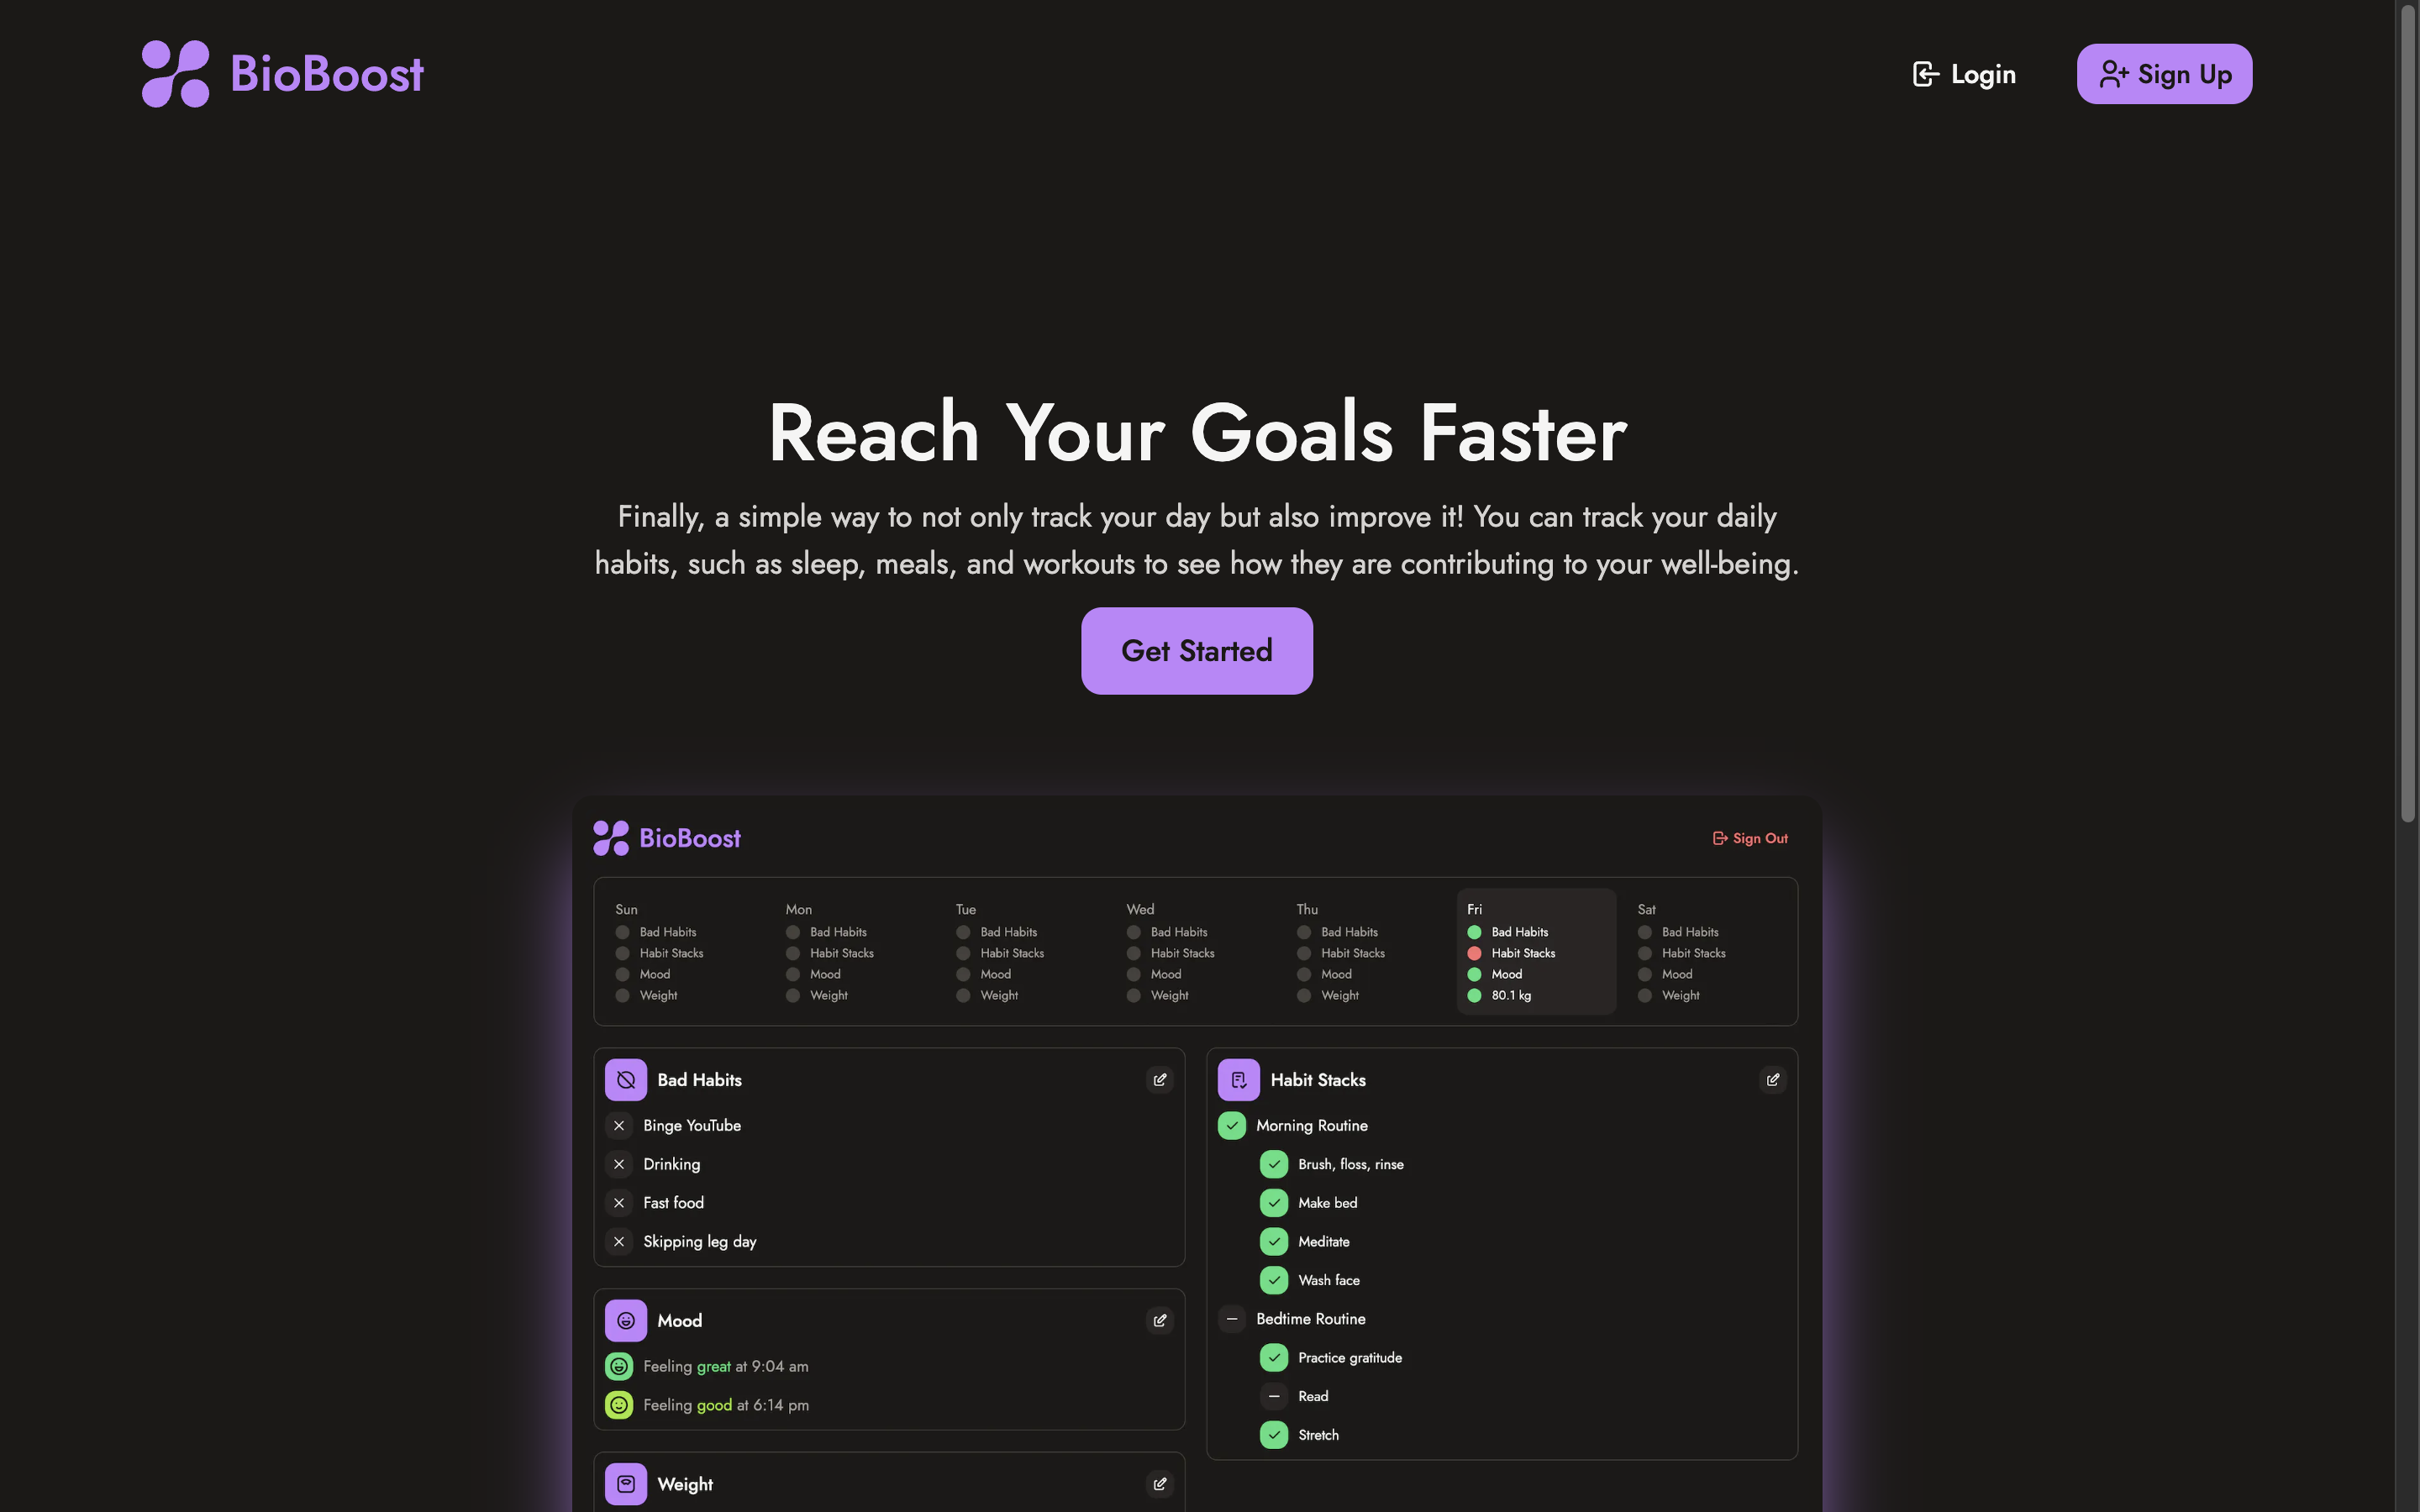 BioBoost
Login
Sign Up
Reach Your Goals Faster
Finally, a simple way to not only track your day but also improve it! You can track your daily
habits, such as sleep, meals, and workouts to see how they are contributing to your well-being.
Get Started
BioBoost
Sign Out
Sun
Bad Habits
Habit Stacks
Mood
Weight
Mon
Bad Habits
Habit Stacks
Mood
Weight
Tue
Bad Habits
Habit Stacks
Mood
Weight
Wed
Bad Habits
Habit Stacks
Mood
Weight
Thu
Bad Habits
Habit Stacks
Mood
Weight
Fri
Bad Habits
Habit Stacks
Mood
80.1 kg
Sat
Bad Habits
Habit Stacks
Mood
Weight
Bad Habits
Binge YouTube
Drinking
Fast food
Skipping leg day
Mood
Feeling great at 9:04 am
Feeling good at 6:14 pm
Weight
Habit Stacks
Morning Routine
Brush, floss, rinse
Make bed
Meditate
Wash face
Bedtime Routine
Practice gratitude
Read
Stretch